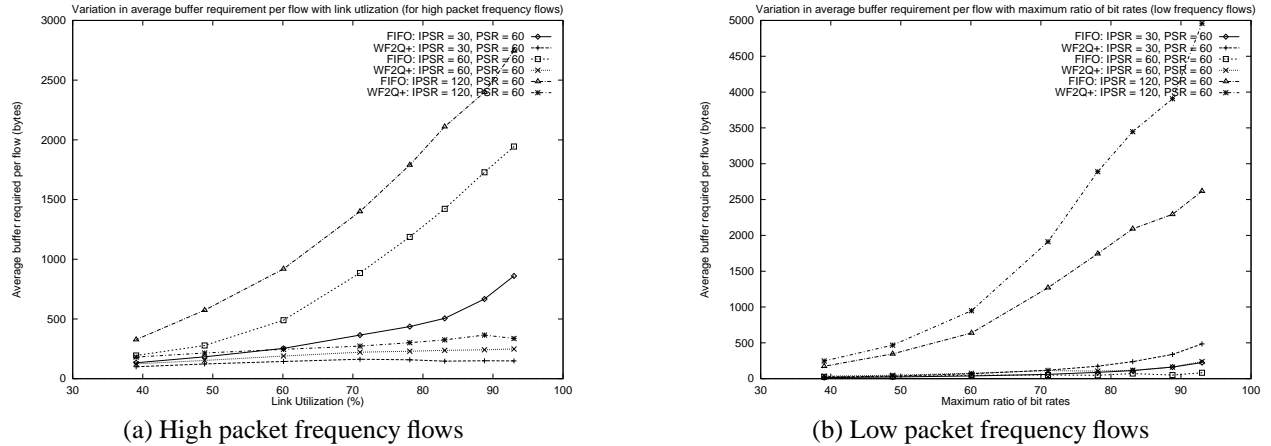 Variation in average buffer requirement per flow with link utlization (for high packet frequency flows)
3000
2500
2000
1500
1000
500
0
Average buffer required per flow (bytes)
FIFO: IPSR = 30, PSR = 60
WF2Q+: IPSR = 30, PSR = 60
FIFO: IPSR = 60, PSR = 60
WF2Q+: IPSR = 60, PSR = 60
FIFO: IPSR = 120, PSR = 60
WF2Q+: IPSR = 120, PSR = 60
30 40 50 60 70 80 90 100
Link Utilization (%)
(a) High packet frequency flows
Variation in average buffer requirement per flow with maximum ratio of bit rates (low frequency flows)
5000
4500
4000
3500
3000
2500
2000
1500
1000
500
0
Average buffer required per flow (bytes)
FIFO: IPSR = 30, PSR = 60
WF2Q+: IPSR = 30, PSR = 60
FIFO: IPSR = 60, PSR = 60
WF2Q+: IPSR = 60, PSR = 60
FIFO: IPSR = 120, PSR = 60
WF2Q+: IPSR = 120, PSR = 60
30 40 50 60 70 80 90 100
Maximum ratio of bit rates
(b) Low packet frequency flows